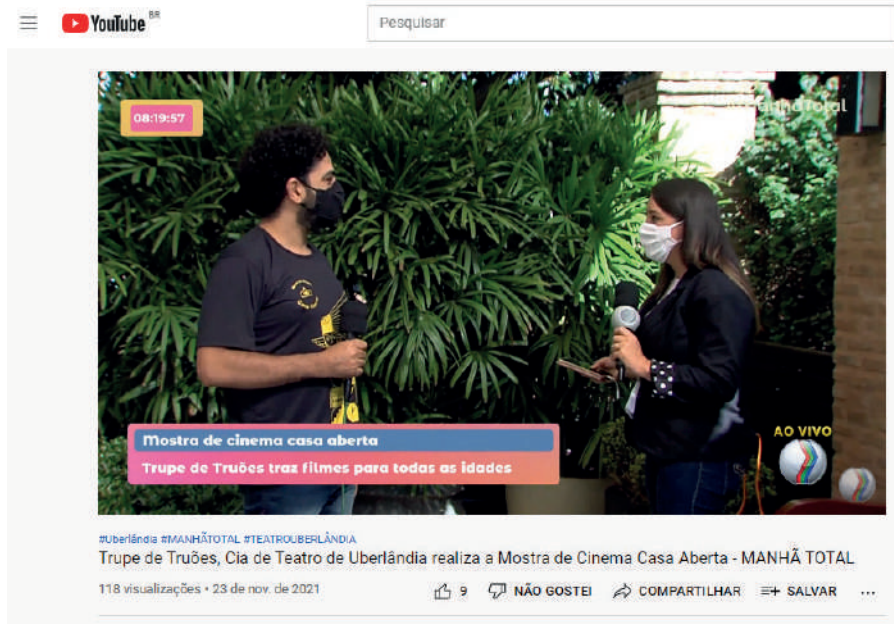 YouTube BR
Pesquisar
08:19:57
ManhãTotal
Mostra de cinema casa aberta
Trupe de Truões traz filmes para todas as idades
AO VIVO
#Uberlândia #MANHÃTOTAL #TEATROUBERLÂNDIA
Trupe de Truões, Cia de Teatro de Uberlândia realiza a Mostra de Cinema Casa Aberta - MANHÃ TOTAL
118 visualizações • 23 de nov. de 2021
9 NÃO GOSTEI COMPARTILHAR SALVAR ...